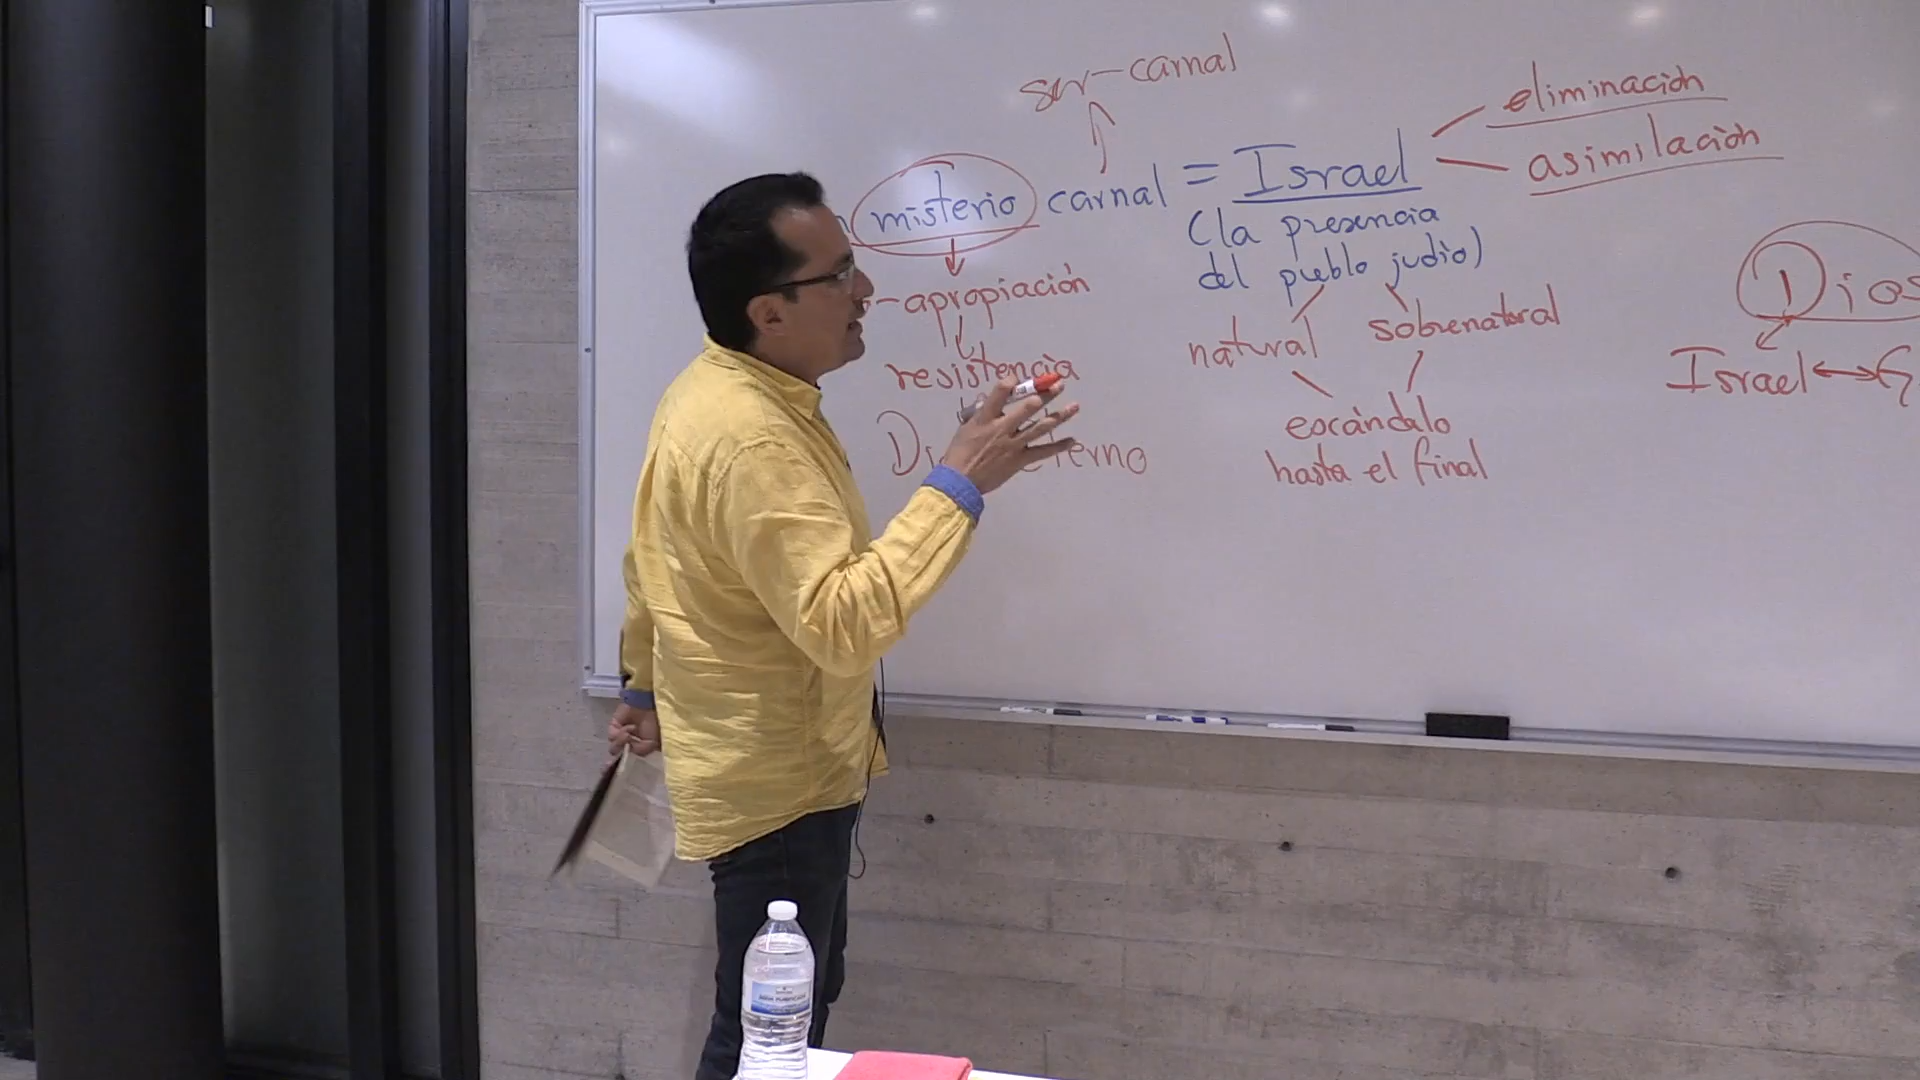 ser-carnal
misterio carnal = Israel
eliminación
asimilación
(la presencia
del pueblo judío)
-apropiación
resistencia
natural sobrenatural
escándalo
hasta el final
Dios
Israel ↔